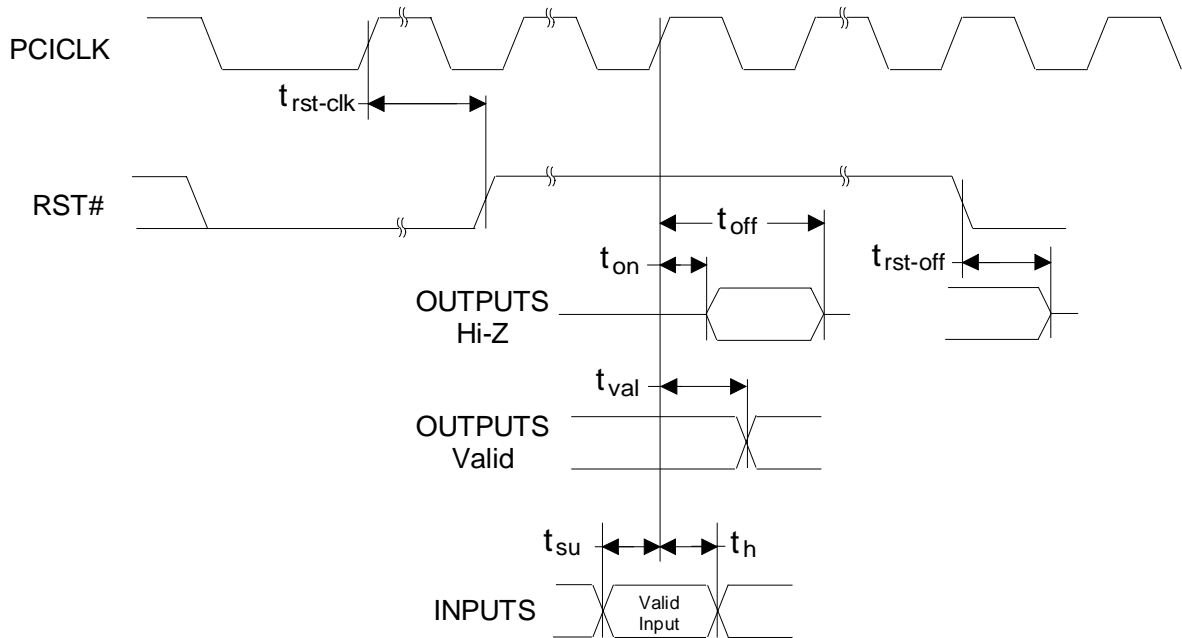 PCICLK
t rst-clk
RST#
t off
t on
t rst-off
OUTPUTS
Hi-Z
t val
OUTPUTS
Valid
t su
t h
INPUTS
Valid
Input